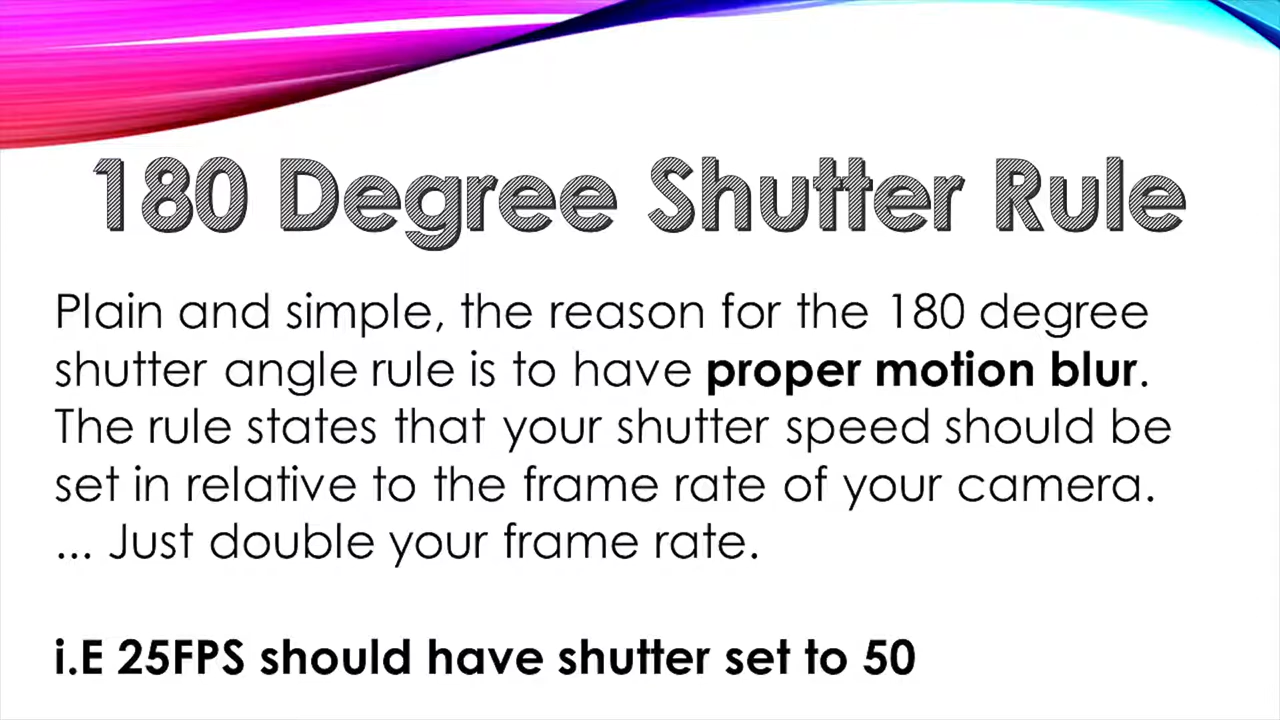 180 Degree Shutter Rule
Plain and simple, the reason for the 180 degree
shutter angle rule is to have proper motion blur.
The rule states that your shutter speed should be
set in relative to the frame rate of your camera.
... Just double your frame rate.
i.E 25FPS should have shutter set to 50